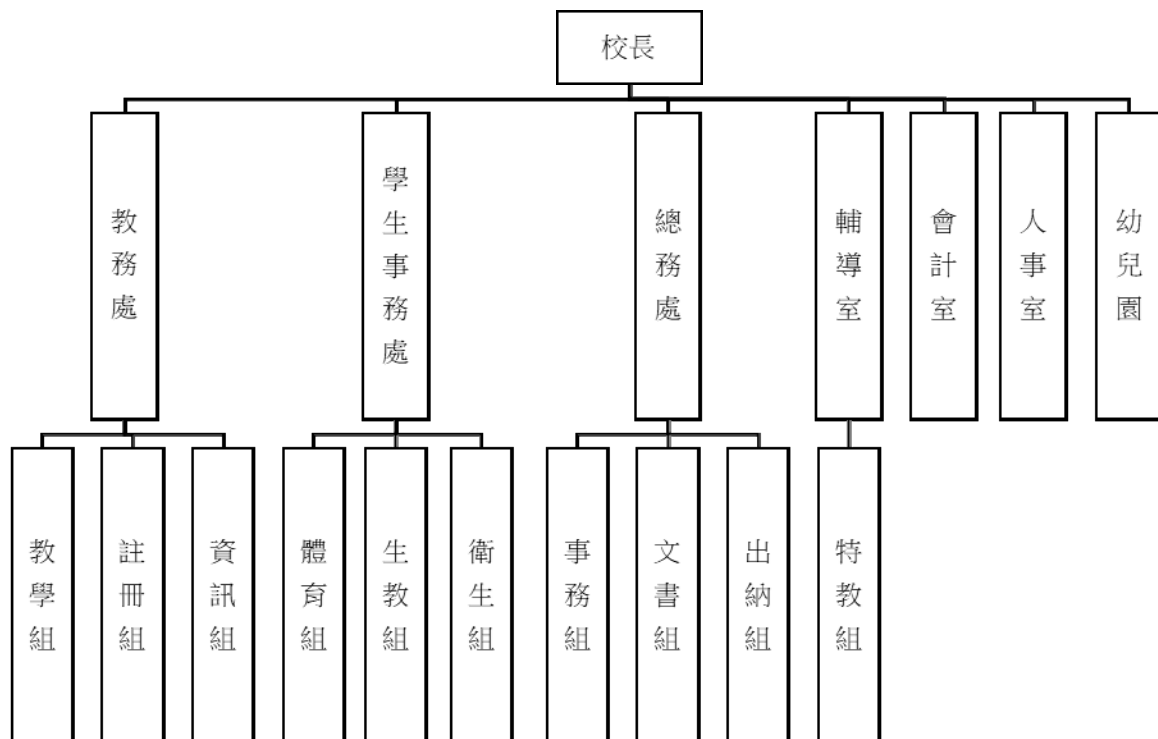 校長
教務處
學生事務處
總務處
輔導室
會計室
人事室
幼兒園
教學組
註冊組
資訊組
體育組
生教組
衛生組
事務組
文書組
出納組
特教組